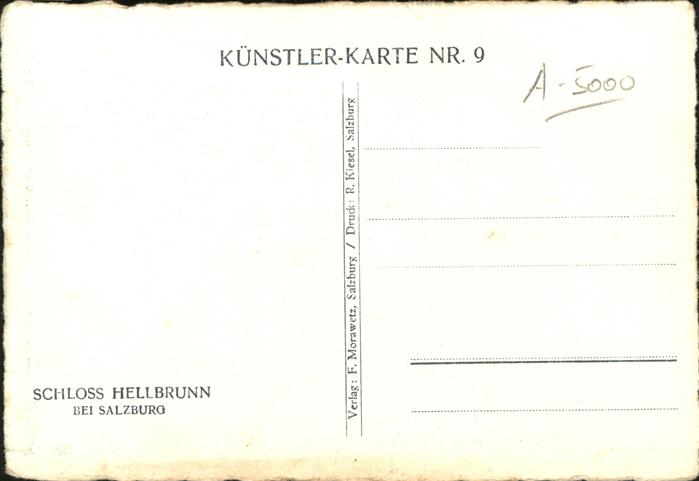 KÜNSTLER-KARTE NR. 9
A-5000
Verlag: F. Morawetz, Salzburg / Druck: R. Kiesel, Salzburg
SCHLOSS HELLBRUNN
BEI SALZBURG